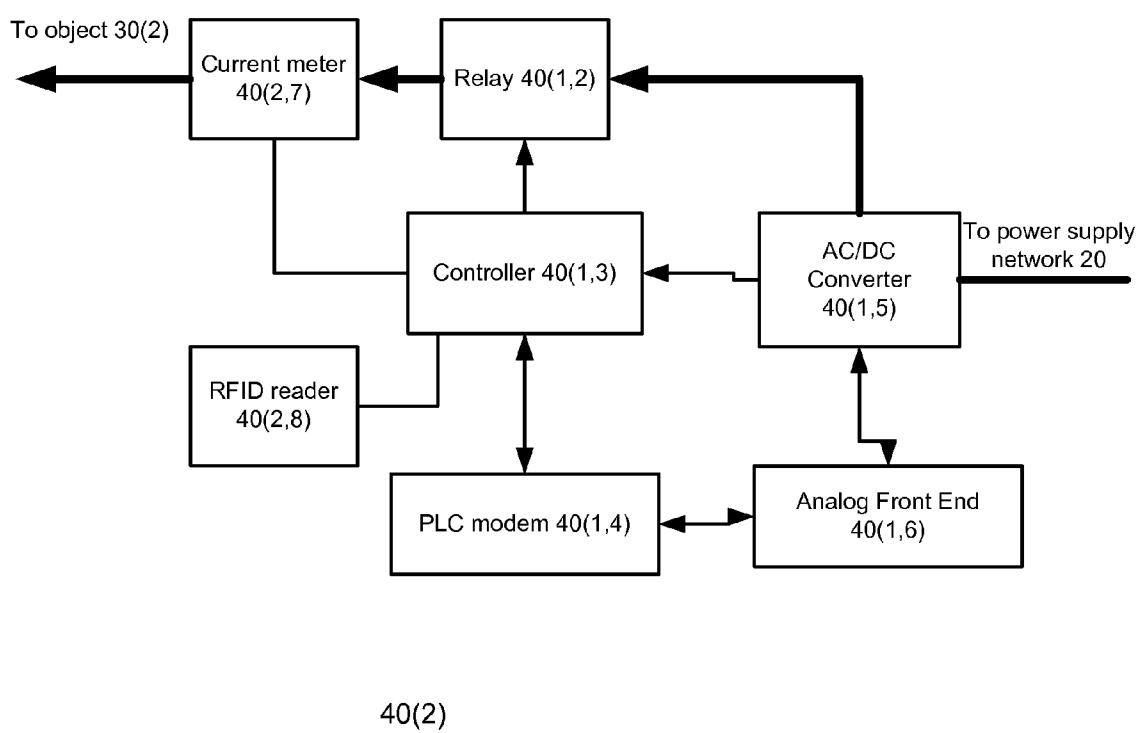 To object 30(2)
Current meter
40(2,7)
Relay 40(1,2)
To power supply
network 20
AC/DC
Converter
40(1,5)
Controller 40(1,3)
RFID reader
40(2,8)
PLC modem 40(1,4)
Analog Front End
40(1,6)
40(2)